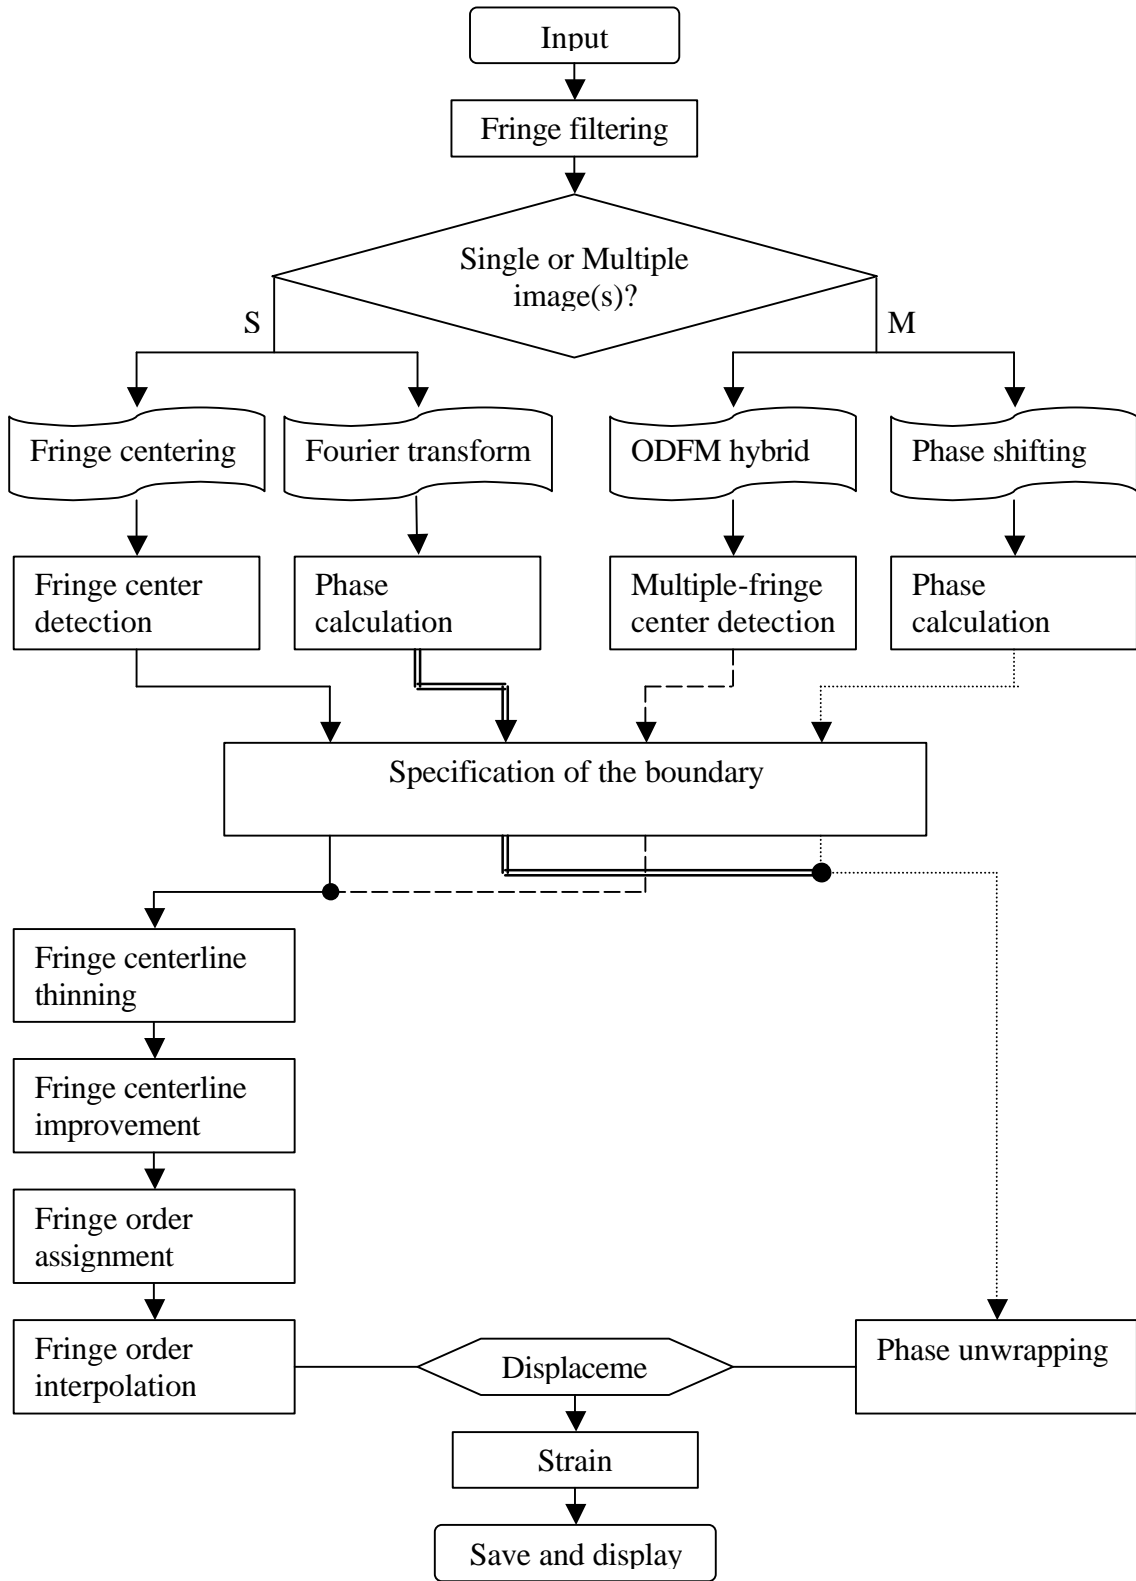 Input
Fringe filtering
Single or Multiple
image(s)?
S
M
Fringe centering
Fourier transform
ODFM hybrid
Phase shifting
Fringe center
detection
Phase
calculation
Multiple-fringe
center detection
Phase
calculation
Specification of the boundary
Fringe centerline
thinning
Fringe centerline
improvement
Fringe order
assignment
Fringe order
interpolation
Displaceme
Phase unwrapping
Strain
Save and display